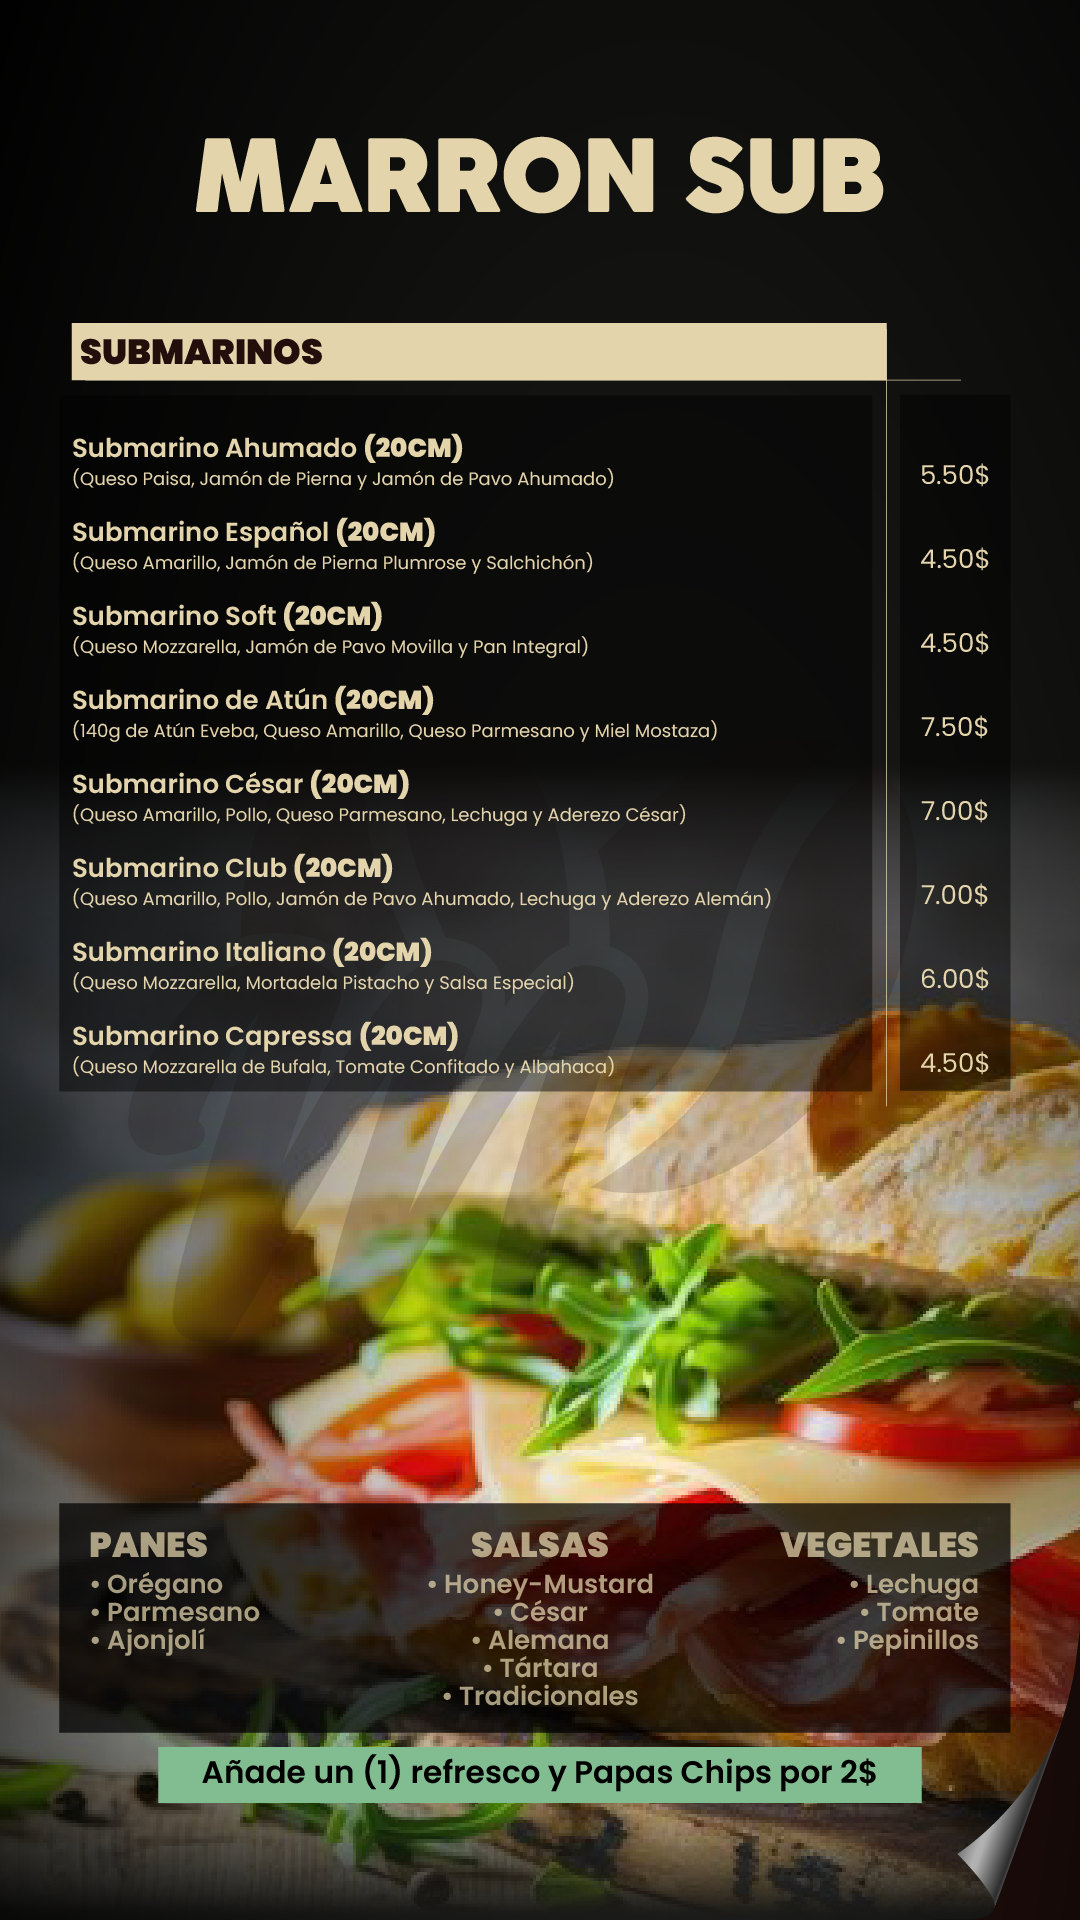 MARRON SUB
SUBMARINOS
Submarino Ahumado (20CM)
(Queso Paisa, Jamón de Pierna y Jamón de Pavo Ahumado)
5.50$
Submarino Español (20CM)
(Queso Amarillo, Jamón de Pierna Plumrose y Salchichón)
4.50$
Submarino Soft (20CM)
(Queso Mozzarella, Jamón de Pavo Movilla y Pan Integral)
4.50$
Submarino de Atún (20CM)
(140g de Atún Eveba, Queso Amarillo, Queso Parmesano y Miel Mostaza)
7.50$
Submarino César (20CM)
(Queso Amarillo, Pollo, Queso Parmesano, Lechuga y Aderezo César)
7.00$
Submarino Club (20CM)
(Queso Amarillo, Pollo, Jamón de Pavo Ahumado, Lechuga y Aderezo Alemán)
7.00$
Submarino Italiano (20CM)
(Queso Mozzarella, Mortadela Pistacho y Salsa Especial)
6.00$
Submarino Capressa (20CM)
(Queso Mozzarella de Bufala, Tomate Confitado y Albahaca)
4.50$
PANES
• Orégano
• Parmesano
• Ajonjolí
SALSAS
• Honey-Mustard
• César
• Alemana
• Tártara
• Tradicionales
VEGETALES
• Lechuga
• Tomate
• Pepinillos
Añade un (1) refresco y Papas Chips por 2$